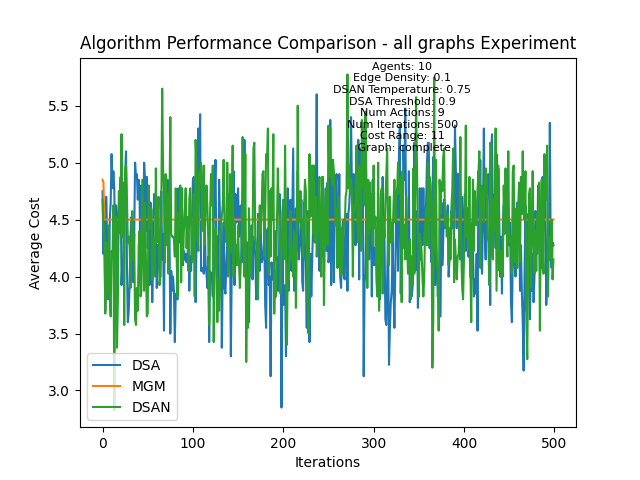 Algorithm Performance Comparison - all graphs Experiment
Agents: 10
Edge Density: 0.1
DSAN Temperature: 0.75
DSA Threshold: 0.9
Num Actions: 9
Num Iterations: 500
Cost Range: 11
Graph: complete
Average Cost
5.5
5.0
4.5
4.0
3.5
3.0
DSA
MGM
DSAN
0
100
200
300
400
500
Iterations